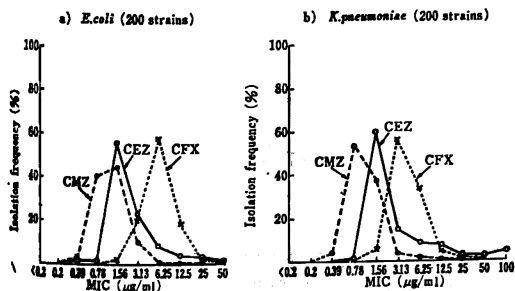 a) E.coli (200 strains)
Isolation frequency (%)
100
80
60
40
20
CEZ
CMZ
CFX
<0.2 0.2 0.39 0.78 1.56 3.13 6.25 12.5 25 50
MIC (μg/ml)
b) K.pneumoniae (200 strains)
Isolation frequency (%)
100
80
60
40
20
CEZ
CMZ
CFX
<0.2 0.2 0.39 0.78 1.56 3.13 6.25 12.5 25 50 100
MIC (μg/ml)